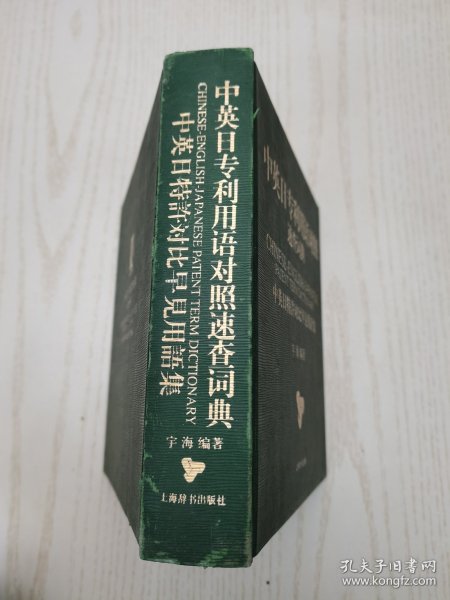 中英日专利用语对照速查词典
CHINESE-ENGLISH-JAPANESE PATENT TERM DICTIONARY
中英日特許対比早見用語集
宇海 编著
上海辞书出版社
孔夫子旧书网
www.kongfz.com